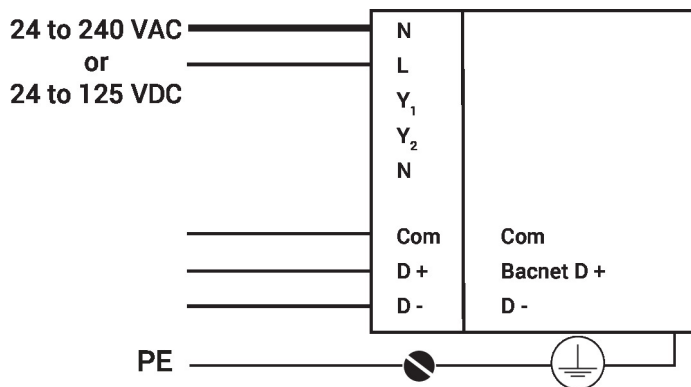 24 to 240 VAC
or
24 to 125 VDC
N
L
Y₁
Y₂
N
Com Com
D + Bacnet D +
D - D -
PE